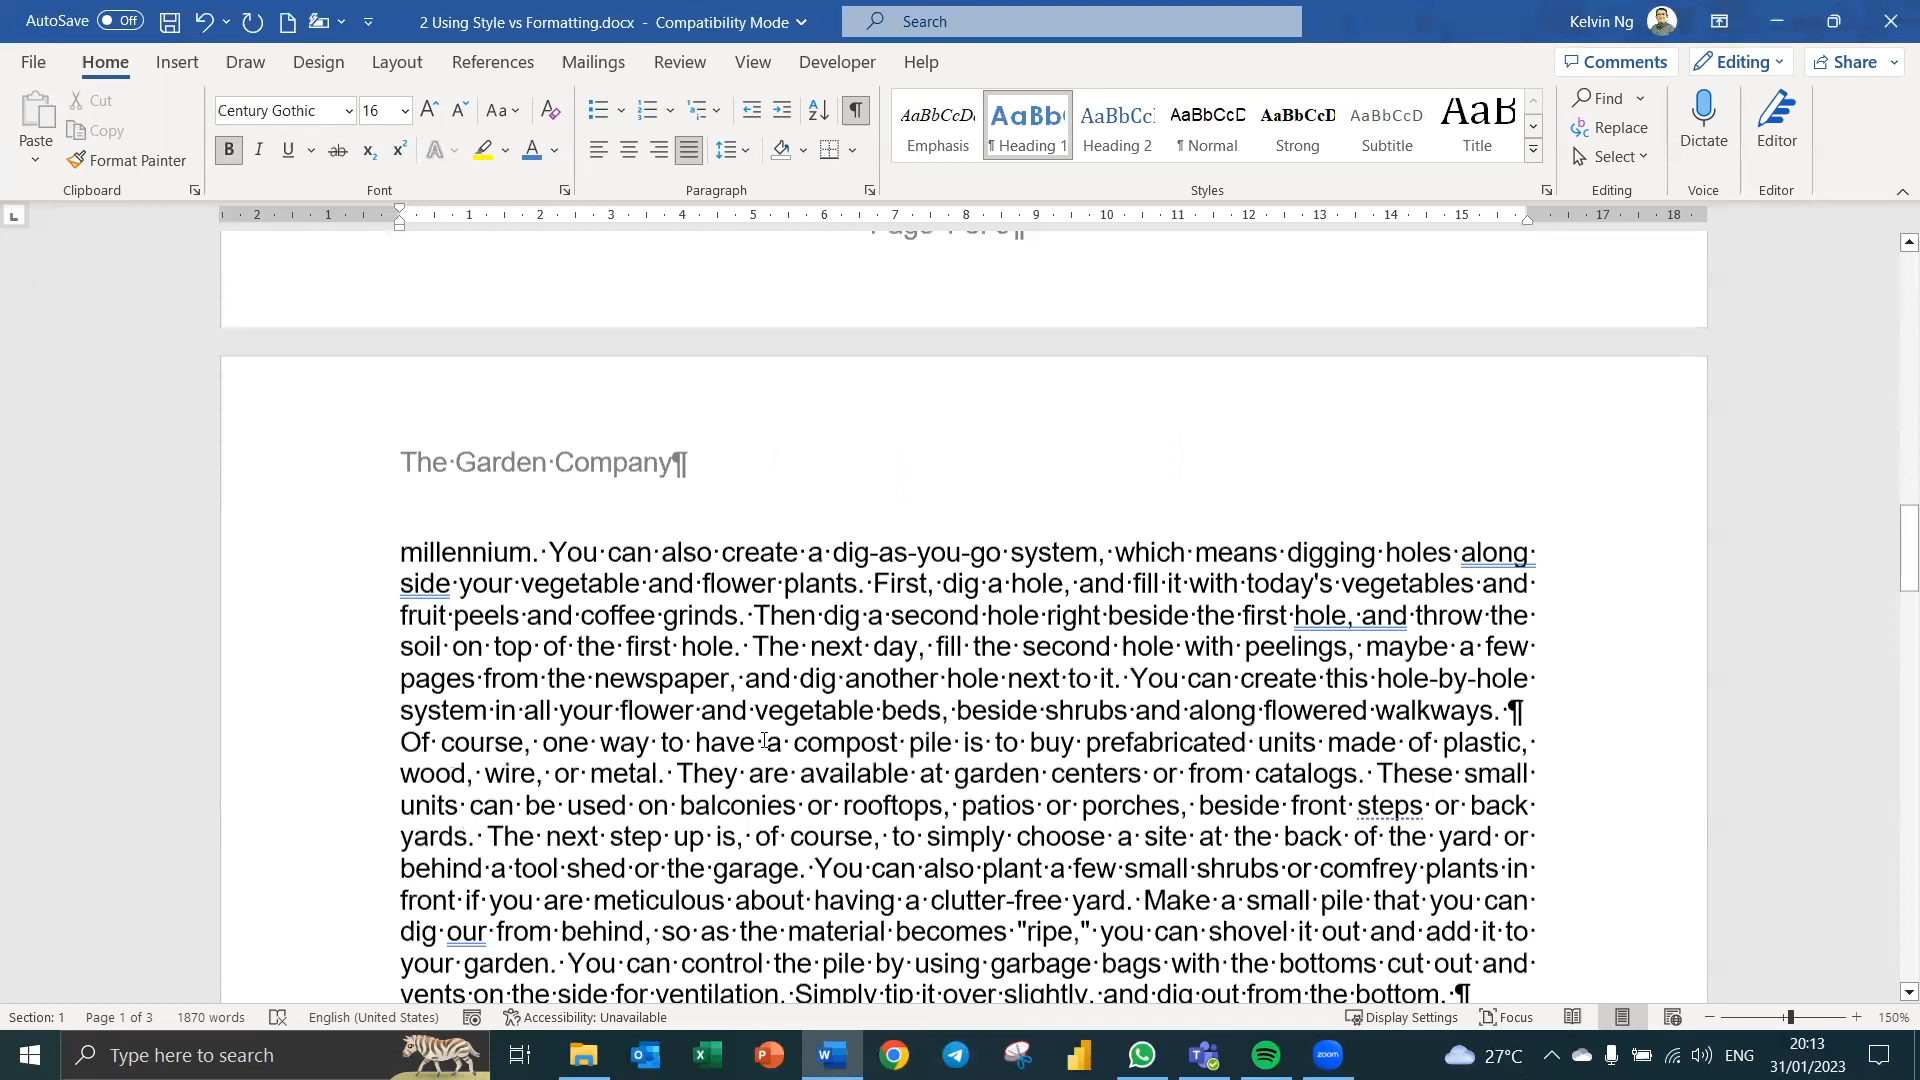 AutoSave Off 2 Using Style vs Formatting.docx - Compatibility Mode Search Kelvin Ng
File Home Insert Draw Design Layout References Mailings Review View Developer Help Comments Editing Share
Paste Cut Copy Format Painter
Century Gothic 16
AaBbCcD AaBb AaBbCc AaBbCcD AaBbCcD AaBbCcD AaB
Emphasis ¶ Heading 1 Heading 2 ¶ Normal Strong Subtitle Title
Find Replace Select
Dictate Editor
Clipboard Font Paragraph Styles Editing Voice Editor
2 1 1 2 3 4 5 6 7 8 9 10 11 12 13 14 15 17 18
The·Garden·Company¶
millennium.·You·can·also·create·a·dig-as-you-go·system,·which·means·digging·holes·along·
side·your·vegetable·and·flower·plants.·First,·dig·a·hole,·and·fill·it·with·today's·vegetables·and·
fruit·peels·and·coffee·grinds.·Then·dig·a·second·hole·right·beside·the·first·hole,·and·throw·the·
soil·on·top·of·the·first·hole.·The·next·day,·fill·the·second·hole·with·peelings,·maybe·a·few·
pages·from·the·newspaper,·and·dig·another·hole·next·to·it.·You·can·create·this·hole-by-hole·
system·in·all·your·flower·and·vegetable·beds,·beside·shrubs·and·along·flowered·walkways.·¶
Of·course,·one·way·to·have·a·compost·pile·is·to·buy·prefabricated·units·made·of·plastic,·
wood,·wire,·or·metal.·They·are·available·at·garden·centers·or·from·catalogs.·These·small·
units·can·be·used·on·balconies·or·rooftops,·patios·or·porches,·beside·front·steps·or·back·
yards.·The·next·step·up·is,·of·course,·to·simply·choose·a·site·at·the·back·of·the·yard·or·
behind·a·tool·shed·or·the·garage.·You·can·also·plant·a·few·small·shrubs·or·comfrey·plants·in·
front·if·you·are·meticulous·about·having·a·clutter-free·yard.·Make·a·small·pile·that·you·can·
dig·our·from·behind,·so·as·the·material·becomes·"ripe,"·you·can·shovel·it·out·and·add·it·to·
your·garden.·You·can·control·the·pile·by·using·garbage·bags·with·the·bottoms·cut·out·and·
vents·on·the·side·for·ventilation.·Simply·tip·it·over·slightly,·and·dig·out·from·the·bottom.·¶
Section: 1 Page 1 of 3 1870 words English (United States) Accessibility: Unavailable Display Settings Focus 150%
Type here to search 27°C ENG 20:13
31/01/2023